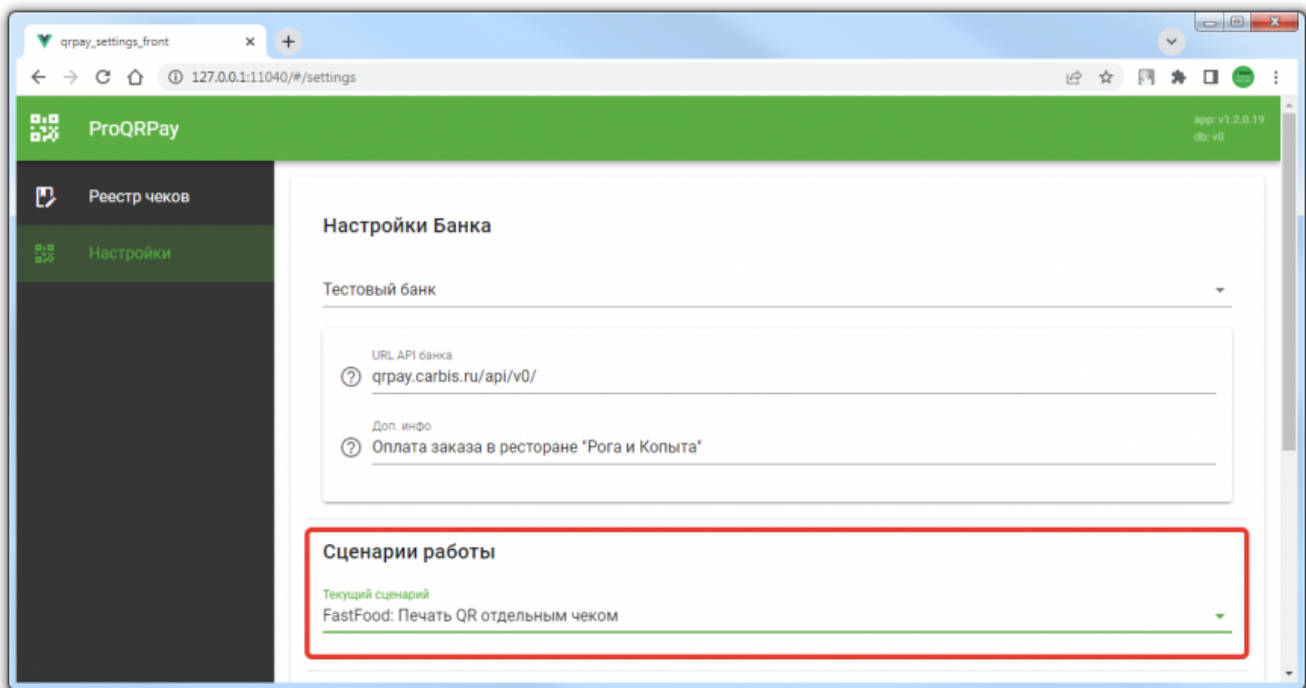 qrpay_settings_front
127.0.0.1:11040/#/settings
ProQRPay
app: v1.2.0.19
db: v0
Реестр чеков
Настройки
Настройки Банка
Тестовый банк
URL API банка
qrpay.carbis.ru/api/v0/
Доп. инфо
Оплата заказа в ресторане "Рога и Копыта"
Сценарии работы
Текущий сценарий
FastFood: Печать QR отдельным чеком